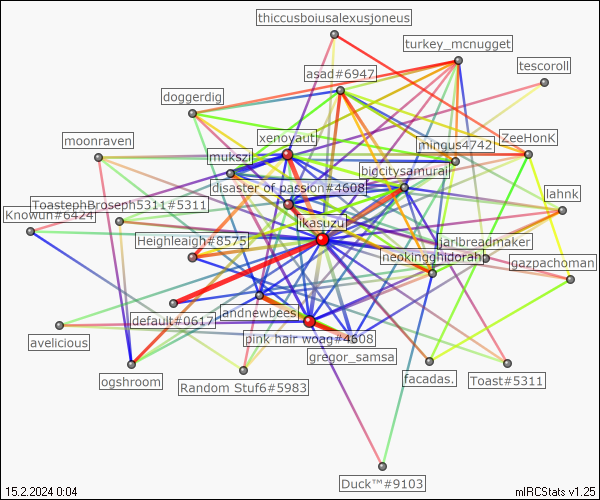 thiccusboiusalexusjoneus
turkey_mcnugget
tescoroll
asad#6947
doggerdig
moonraven
xenoyaut
mingus4742
ZeeHonK
mukszi
bigcitysamurai
disaster of passion#4608
lahnk
ToastephBroseph5311#5311
Knowun#6424
likasuzu
Heighleaigh#8575
jarlbreadmaker
neokingghidorah
gazpachoman
default#0617
andnewbees
avelicious
pink hair woag#4608
gregor_samsa
ogshroom
Random Stuf6#5983
facadas.
Toast#5311
Duck™#9103
15.2.2024 0:04
mIRCStats v1.25